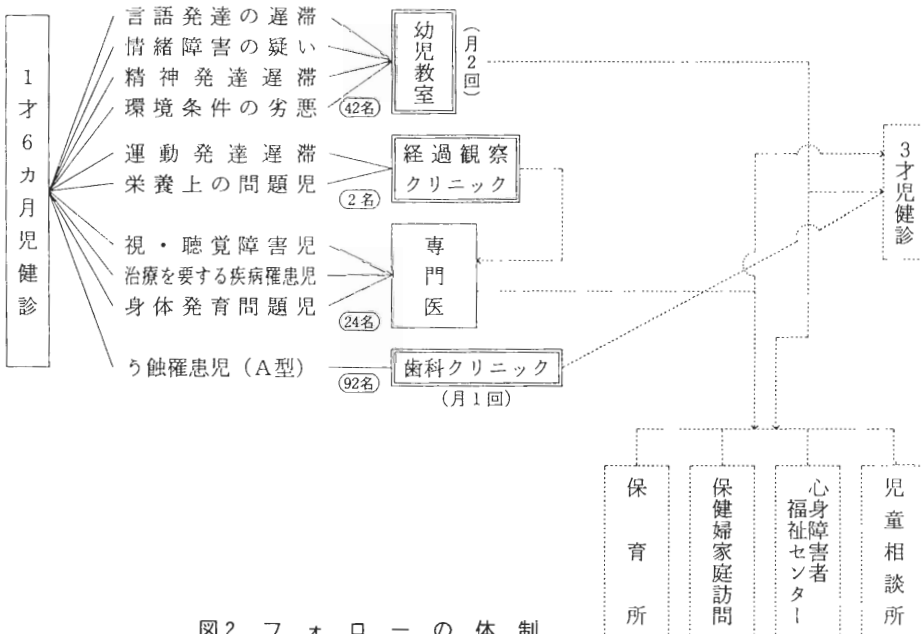 1才6カ月児健診
言語発達の遅滞
情緒障害の疑い
精神発達遅滞
環境条件の劣悪
42名
幼児教室
(月2回)
運動発達遅滞
栄養上の問題児
2名
経過観察
クリニック
視・聴覚障害児
治療を要する疾病罹患児
身体発育問題児
24名
専門医
う蝕罹患児(A型)
92名
歯科クリニック
(月1回)
3才児健診
保育所
保健婦家庭訪問
心身障害者
福祉センター
児童相談所
図2 フォローの体制